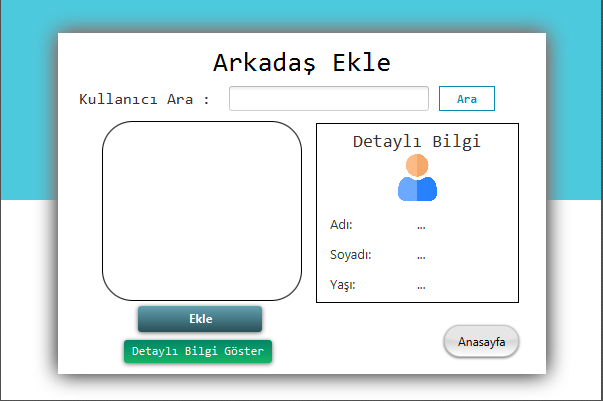 Arkadaş Ekle
Kullanıcı Ara :
Ara
Detaylı Bilgi
Adı: ...
Soyadı: ...
Yaşı: ...
Ekle
Detaylı Bilgi Göster
Anasayfa